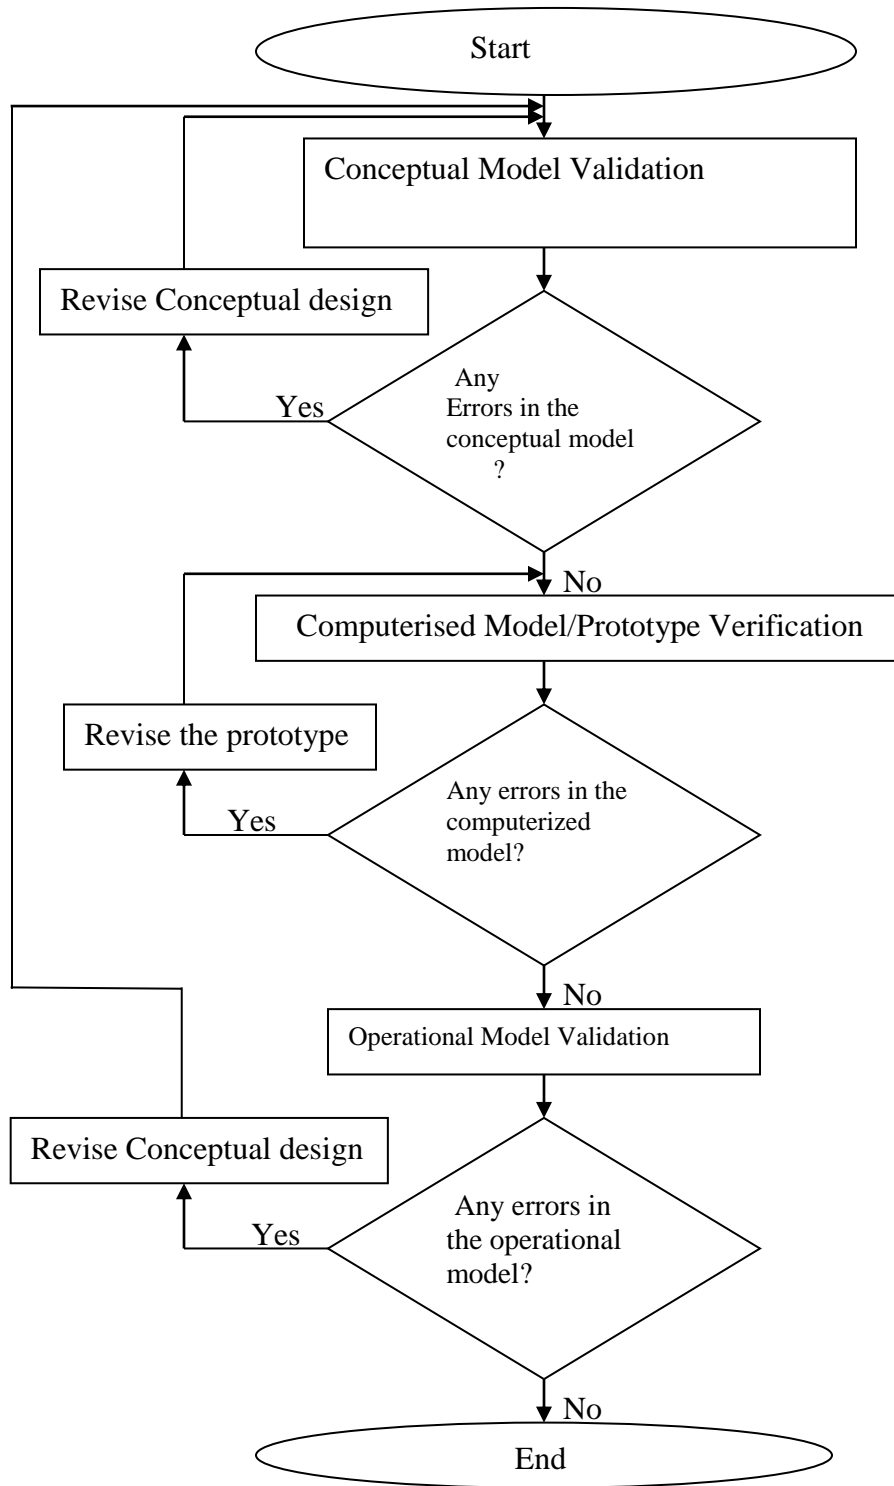 Start
Conceptual Model Validation
Revise Conceptual design
Any
Errors in the
conceptual model
?
Yes
No
Computerised Model/Prototype Verification
Revise the prototype
Any errors in the
computerized
model?
Yes
No
Operational Model Validation
Revise Conceptual design
Any errors in
the operational
model?
Yes
No
End